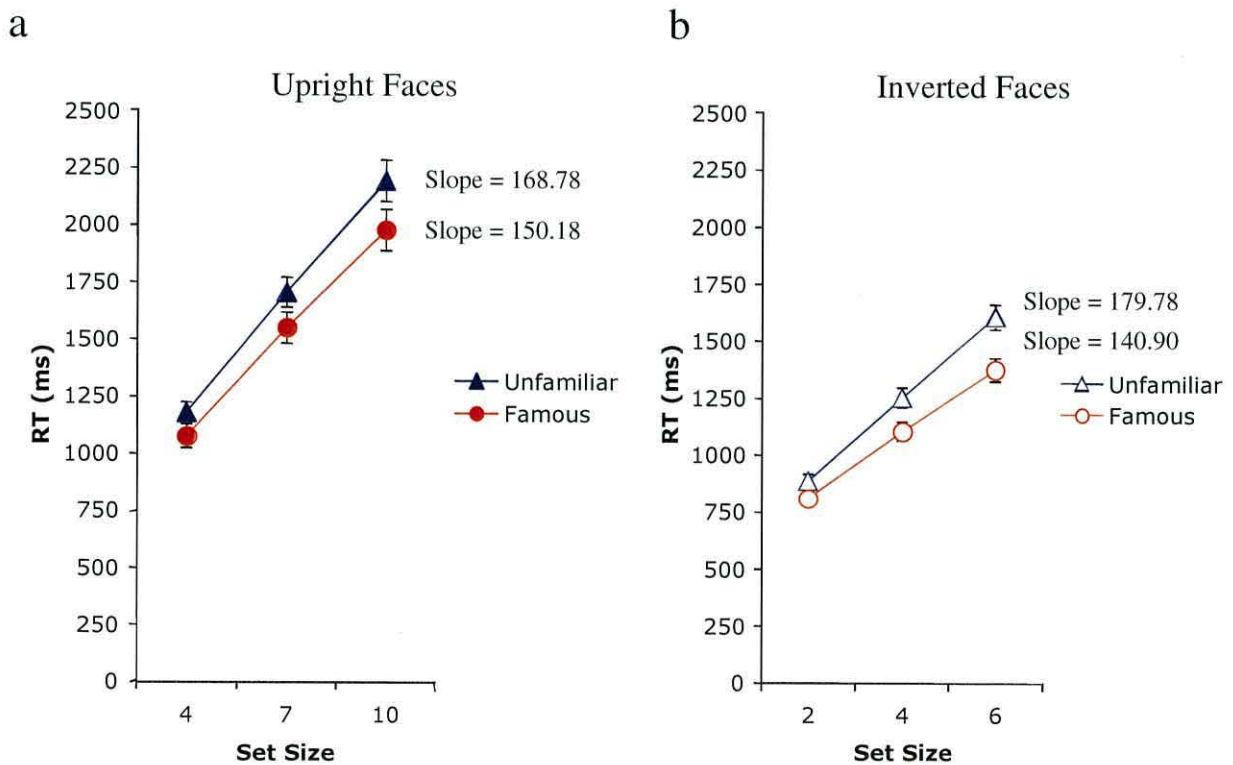 a
Upright Faces
2500
2250
2000
1750
1500
1250
1000
750
500
250
0
RT (ms)
4 7 10
Set Size
Slope = 168.78
Slope = 150.18
Unfamiliar
Famous
b
Inverted Faces
2500
2250
2000
1750
1500
1250
1000
750
500
250
0
RT (ms)
2 4 6
Set Size
Slope = 179.78
Slope = 140.90
Unfamiliar
Famous